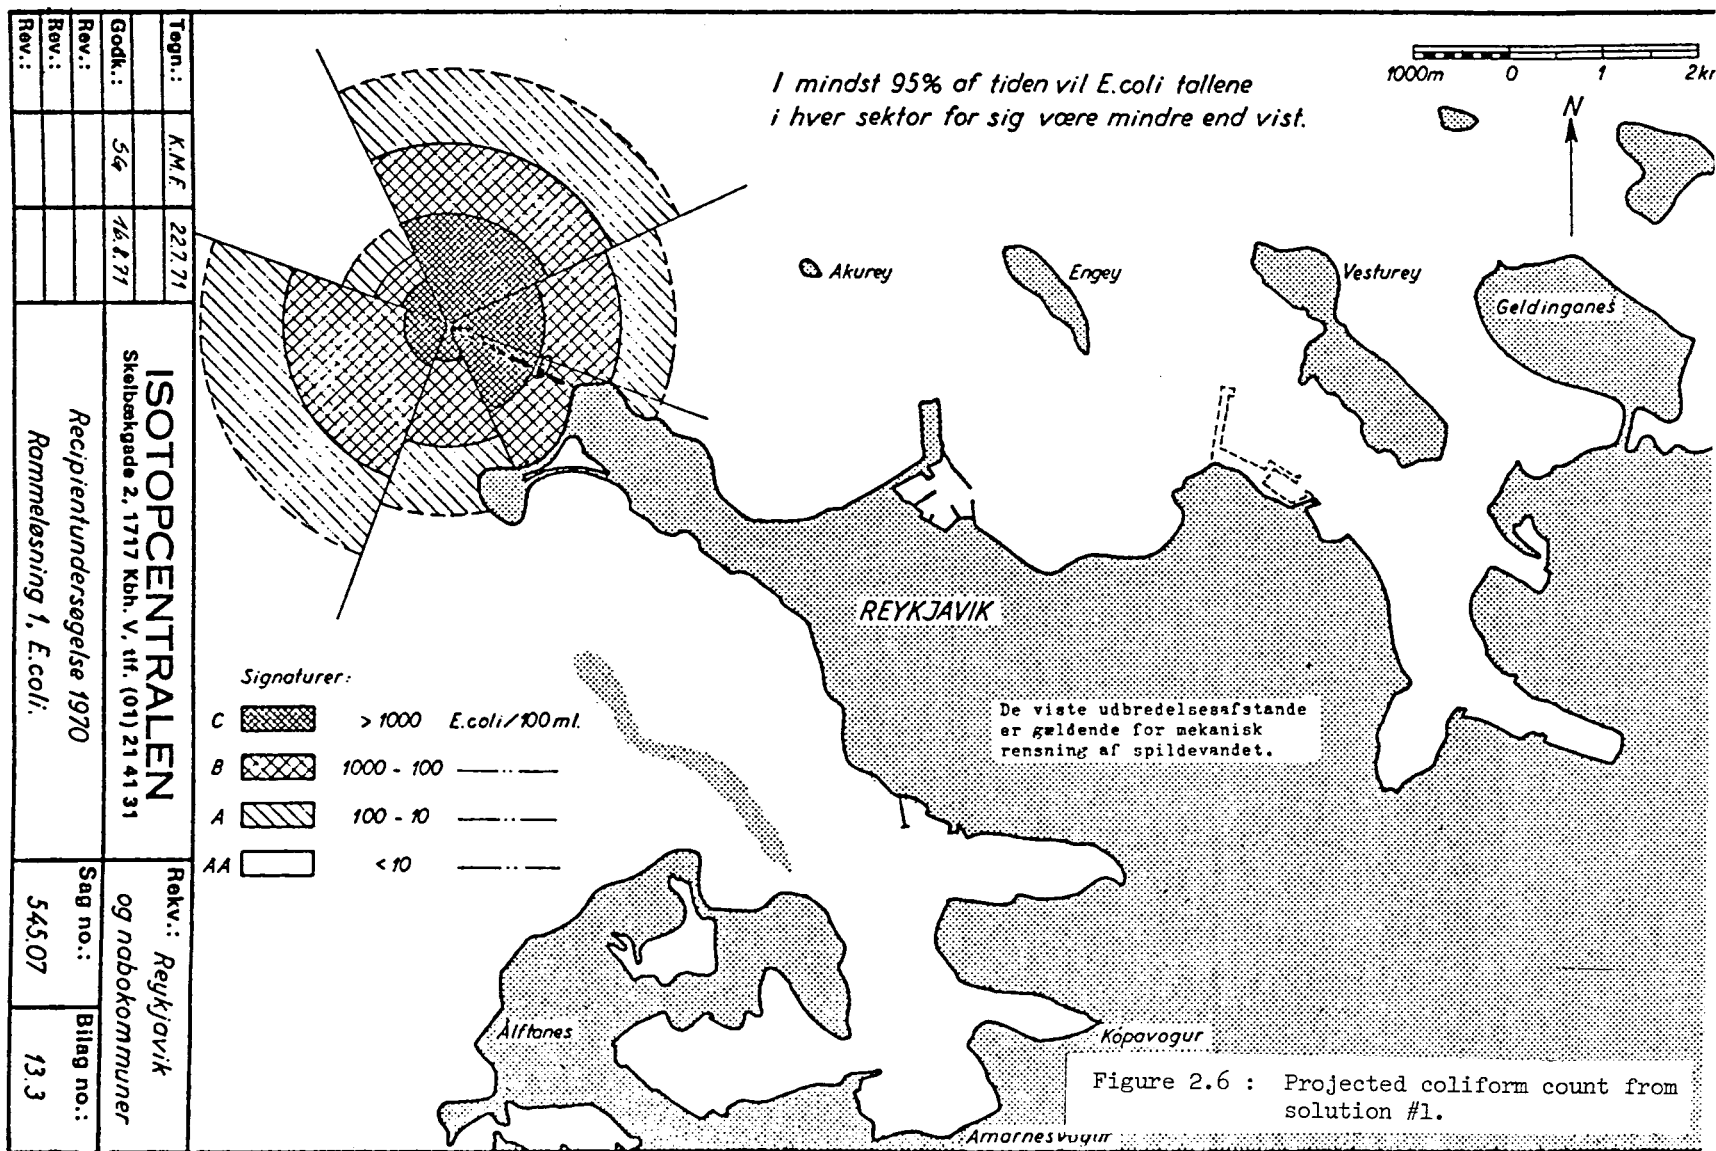 I mindst 95% af tiden vil E.coli tallene
i hver sektor for sig være mindre end vist.
1000m 0 1 2k
N
Akurey
Engey
Vesturey
Geldinganes
REYKJAVIK
De viste udbredelsesafstande
er gældende for mekanisk
rensning af spildevandet.
Signaturer:
C > 1000 E.coli/100 ml.
B 1000 - 100 —··—
A 100 - 10 —··—
AA < 10 —··—
Álftanes
Kópavogur
Arnarnesvogur
Figure 2.6 : Projected coliform count from
solution #1.
Tegn.: K.M.F. 22.7.71
Godk.: SG 16.8.71
Rev.:
Rev.:
Rev.:
ISOTOPCENTRALEN
Skelbækgade 2, 1717 Kbh. V, tlf. (01) 21 41 31
Recipientundersøgelse 1970
Rammeløsning 1, E.coli.
Rekv.: Reykjavik
og nabokommuner
Sag no.: 545.07
Bilag no.: 13.3